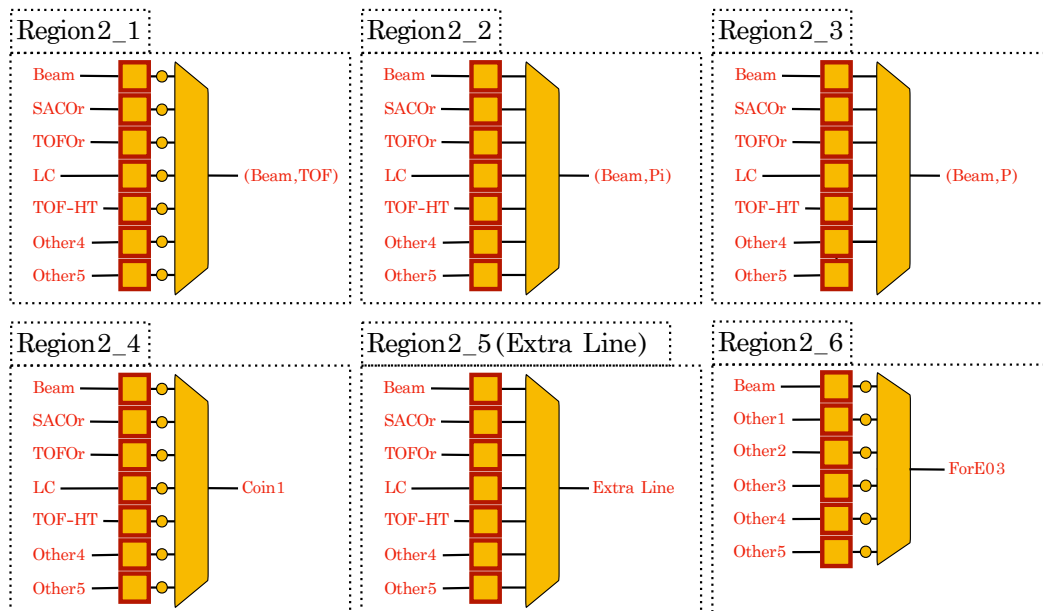 Region2_1
Beam
SACOr
TOFOr
LC
TOF-HT
Other4
Other5
(Beam,TOF)
Region2_2
Beam
SACOr
TOFOr
LC
TOF-HT
Other4
Other5
(Beam,Pi)
Region2_3
Beam
SACOr
TOFOr
LC
TOF-HT
Other4
Other5
(Beam,P)
Region2_4
Beam
SACOr
TOFOr
LC
TOF-HT
Other4
Other5
Coin1
Region2_5(Extra Line)
Beam
SACOr
TOFOr
LC
TOF-HT
Other4
Other5
Extra Line
Region2_6
Beam
Other1
Other2
Other3
Other4
Other5
ForE03